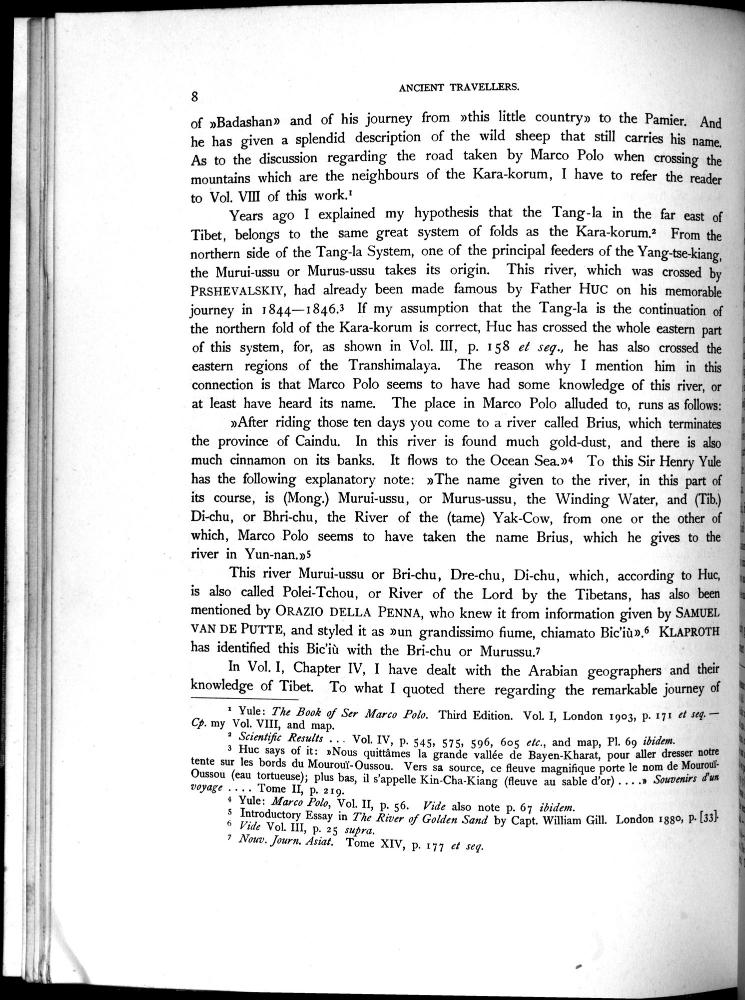 8
ANCIENT TRAVELLERS.
of »Badashan» and of his journey from »this little country» to the Pamier. And
he has given a splendid description of the wild sheep that still carries his name.
As to the discussion regarding the road taken by Marco Polo when crossing the
mountains which are the neighbours of the Kara-korum, I have to refer the reader
to Vol. VIII of this work.¹
Years ago I explained my hypothesis that the Tang-la in the far east of
Tibet, belongs to the same great system of folds as the Kara-korum.² From the
northern side of the Tang-la System, one of the principal feeders of the Yang-tse-kiang,
the Murui-ussu or Murus-ussu takes its origin. This river, which was crossed by
PRSHEVALSKIY, had already been made famous by Father HUC on his memorable
journey in 1844—1846.³ If my assumption that the Tang-la is the continuation of
the northern fold of the Kara-korum is correct, Huc has crossed the whole eastern part
of this system, for, as shown in Vol. III, p. 158 et seq., he has also crossed the
eastern regions of the Transhimalaya. The reason why I mention him in this
connection is that Marco Polo seems to have had some knowledge of this river, or
at least have heard its name. The place in Marco Polo alluded to, runs as follows:
»After riding those ten days you come to a river called Brius, which terminates
the province of Caindu. In this river is found much gold-dust, and there is also
much cinnamon on its banks. It flows to the Ocean Sea.»⁴ To this Sir Henry Yule
has the following explanatory note: »The name given to the river, in this part of
its course, is (Mong.) Murui-ussu, or Murus-ussu, the Winding Water, and (Tib.)
Di-chu, or Bhri-chu, the River of the (tame) Yak-Cow, from one or the other of
which, Marco Polo seems to have taken the name Brius, which he gives to the
river in Yun-nan.»⁵
This river Murui-ussu or Bri-chu, Dre-chu, Di-chu, which, according to Huc,
is also called Polei-Tchou, or River of the Lord by the Tibetans, has also been
mentioned by ORAZIO DELLA PENNA, who knew it from information given by SAMUEL
VAN DE PUTTE, and styled it as »un grandissimo fiume, chiamato Bic'iù».⁶ KLAPROTH
has identified this Bic'iù with the Bri-chu or Murussu.⁷
In Vol. I, Chapter IV, I have dealt with the Arabian geographers and their
knowledge of Tibet. To what I quoted there regarding the remarkable journey of
¹ Yule: The Book of Ser Marco Polo. Third Edition. Vol. I, London 1903, p. 171 et seq. —
Cp. my Vol. VIII, and map.
² Scientific Results . . . Vol. IV, p. 545, 575, 596, 605 etc., and map, Pl. 69 ibidem.
³ Huc says of it: »Nous quittâmes la grande vallée de Bayen-Kharat, pour aller dresser notre
tente sur les bords du Mourouï-Oussou. Vers sa source, ce fleuve magnifique porte le nom de Mourouï-
Oussou (eau tortueuse); plus bas, il s'appelle Kin-Cha-Kiang (fleuve au sable d'or) . . . .» Souvenirs d'un
voyage . . . . Tome II, p. 219.
⁴ Yule: Marco Polo, Vol. II, p. 56. Vide also note p. 67 ibidem.
⁵ Introductory Essay in The River of Golden Sand by Capt. William Gill. London 1880, p. [33].
⁶ Vide Vol. III, p. 25 supra.
⁷ Nouv. Journ. Asiat. Tome XIV, p. 177 et seq.